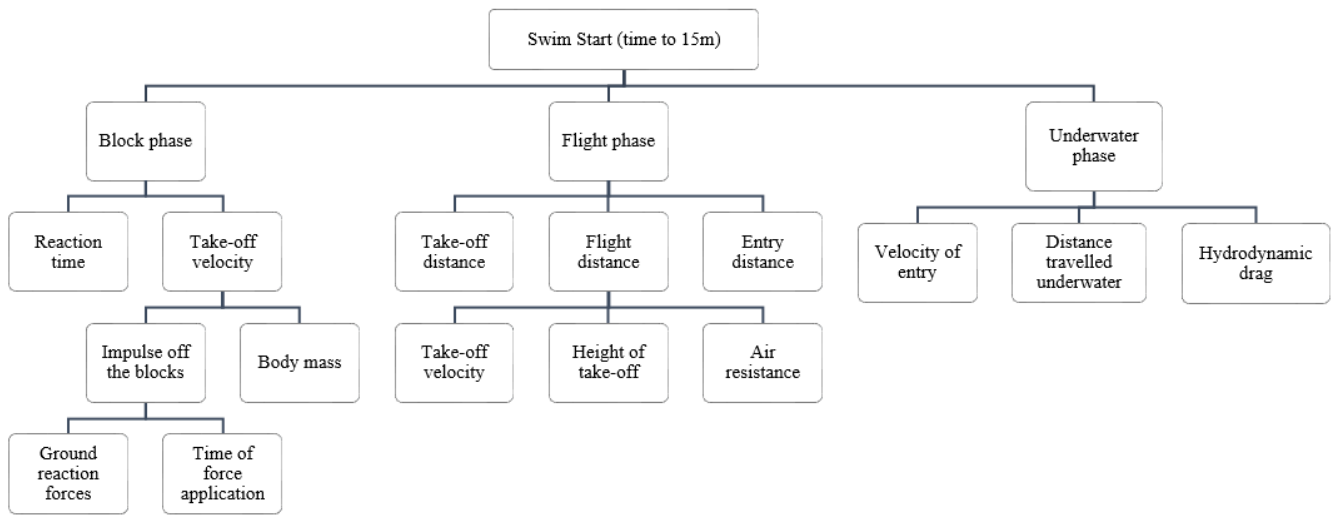 Swim Start (time to 15m)
Block phase
Flight phase
Underwater
phase
Reaction
time
Take-off
velocity
Take-off
distance
Flight
distance
Entry
distance
Velocity of
entry
Distance
travelled
underwater
Hydrodynamic
drag
Impulse off
the blocks
Body mass
Take-off
velocity
Height of
take-off
Air
resistance
Ground
reaction
forces
Time of
force
application